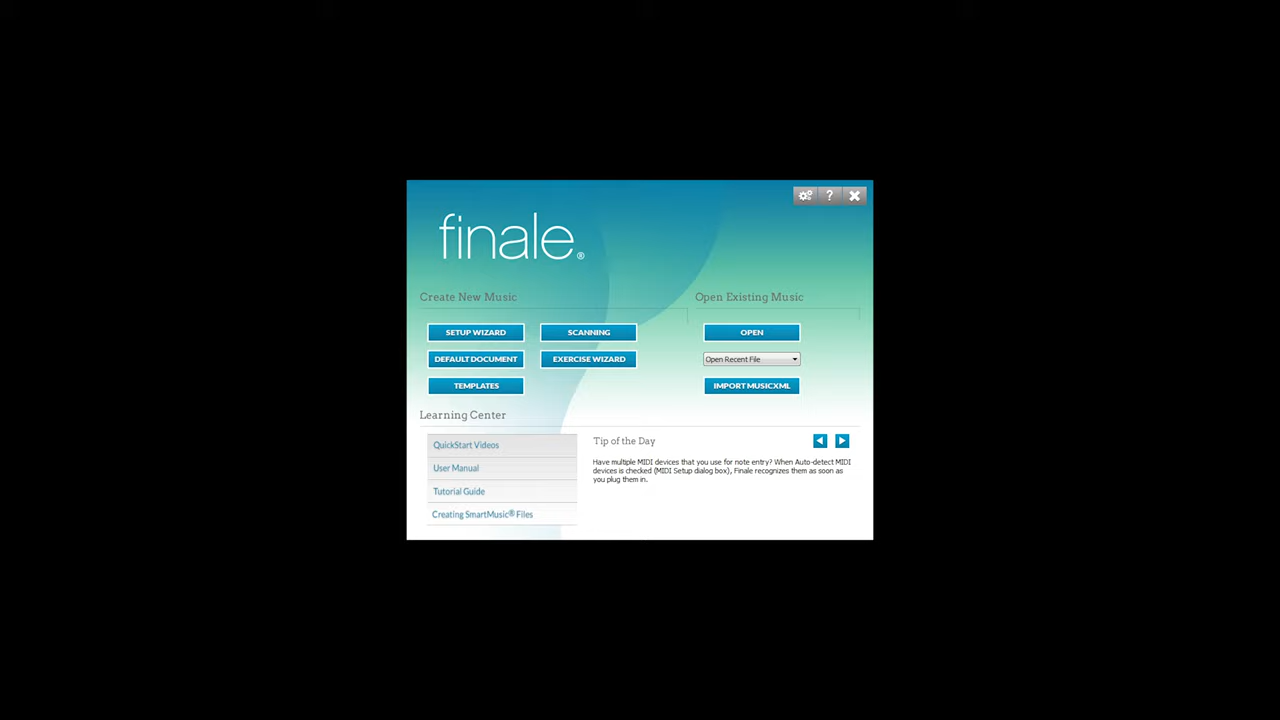 ?
finale®
Create New Music
Open Existing Music
SETUP WIZARD
SCANNING
OPEN
DEFAULT DOCUMENT
EXERCISE WIZARD
Open Recent File
TEMPLATES
IMPORT MUSICXML
Learning Center
QuickStart Videos
User Manual
Tutorial Guide
Creating SmartMusic® Files
Tip of the Day
Have multiple MIDI devices that you use for note entry? When Auto-detect MIDI
devices is checked (MIDI Setup dialog box), Finale recognizes them as soon as
you plug them in.